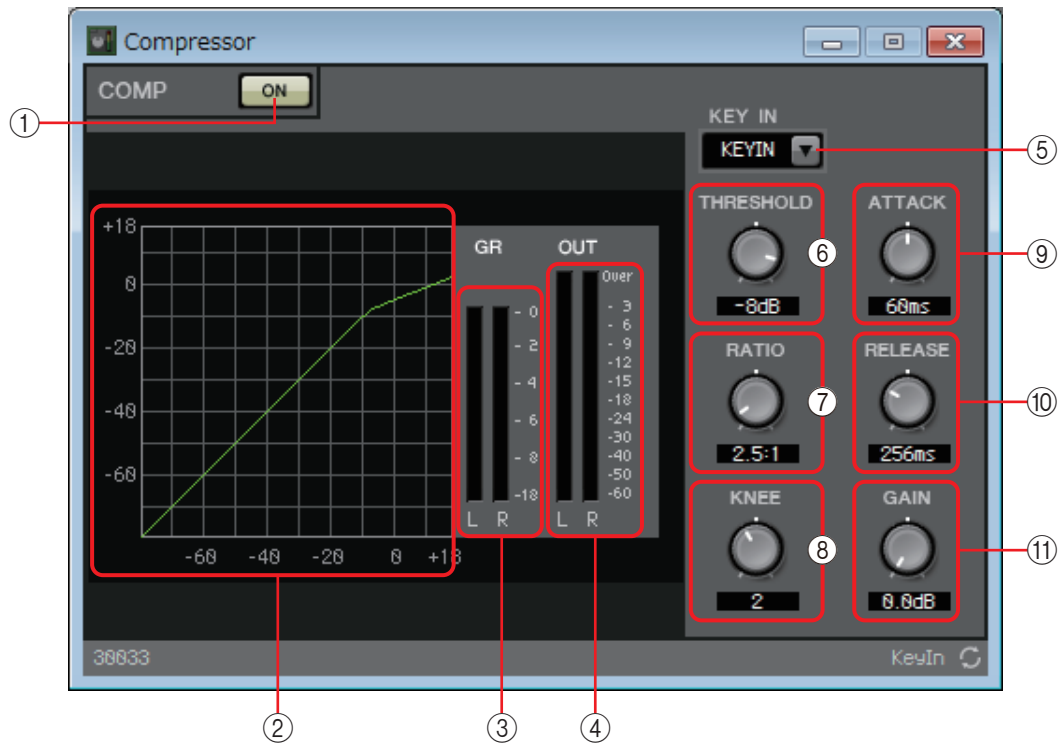 Compressor
COMP ON
①
KEY IN
KEYIN
⑤
THRESHOLD
⑥
-8dB
ATTACK
⑨
60ms
RATIO
⑦
2.5:1
RELEASE
⑩
256ms
KNEE
⑧
2
GAIN
⑪
0.0dB
+18
0
-20
-40
-60
-60 -40 -20 0 +18
②
GR
- 0
- 2
- 4
- 6
- 8
-18
L R
③
OUT
Over
- 3
- 6
- 9
-12
-15
-18
-24
-30
-40
-50
-60
L R
④
30033
KeyIn